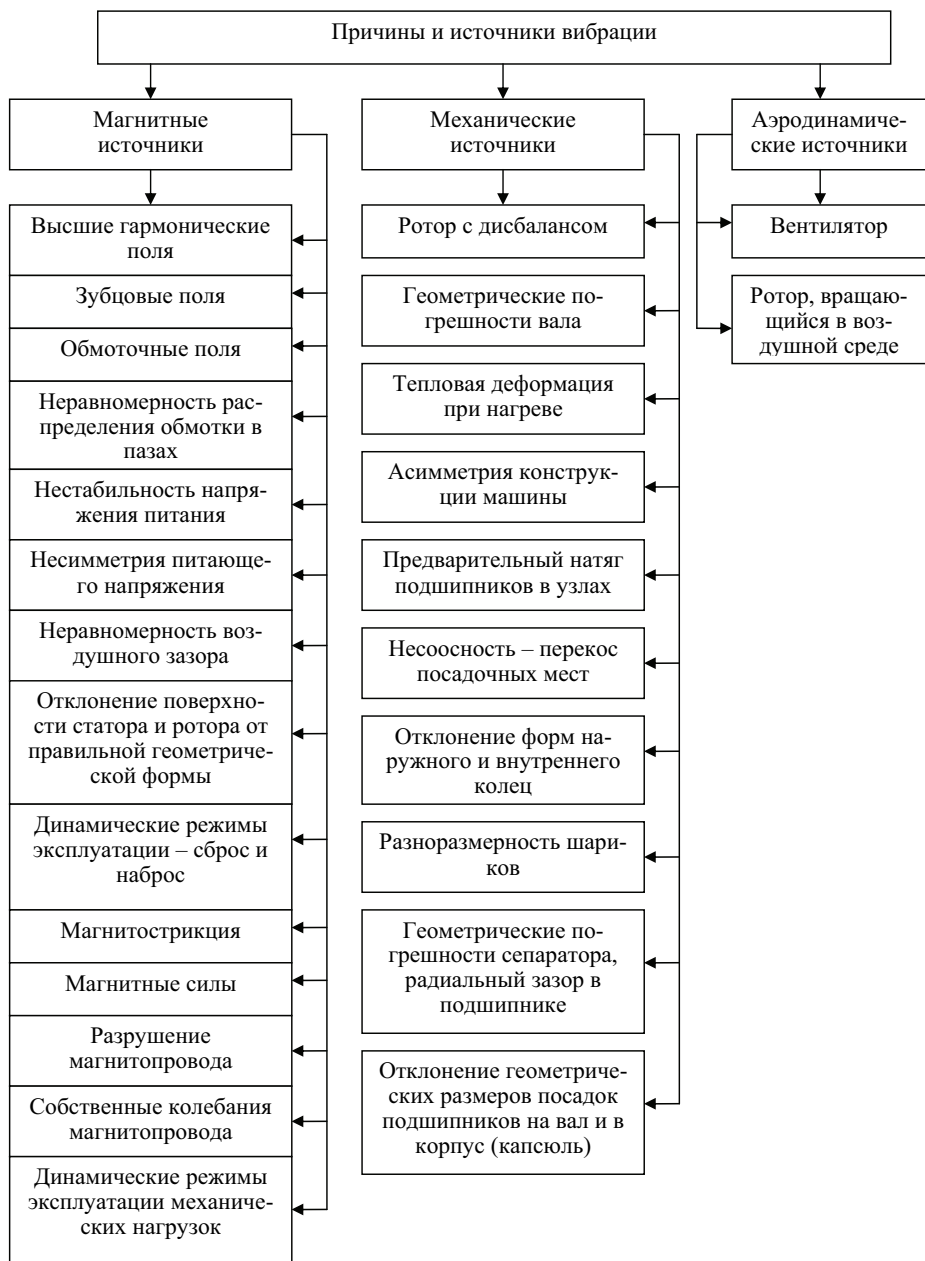 Причины и источники вибрации
Магнитные
источники
Высшие гармонические
поля
Зубцовые поля
Обмоточные поля
Неравномерность рас-
пределения обмотки в
пазах
Нестабильность напря-
жения питания
Несимметрия питающе-
го напряжения
Неравномерность воз-
душного зазора
Отклонение поверхно-
сти статора и ротора от
правильной геометриче-
ской формы
Динамические режимы
эксплуатации – сброс и
наброс
Магнитострикция
Магнитные силы
Разрушение
магнитопровода
Собственные колебания
магнитопровода
Динамические режимы
эксплуатации механиче-
ских нагрузок
Механические
источники
Ротор с дисбалансом
Геометрические по-
грешности вала
Тепловая деформация
при нагреве
Асимметрия конструк-
ции машины
Предварительный натяг
подшипников в узлах
Несоосность – перекос
посадочных мест
Отклонение форм на-
ружного и внутреннего
колец
Разноразмерность шари-
ков
Геометрические по-
грешности сепаратора,
радиальный зазор в
подшипнике
Отклонение геометриче-
ских размеров посадок
подшипников на вал и в
корпус (капсюль)
Аэродинамиче-
ские источники
Вентилятор
Ротор, вращаю-
щийся в воз-
душной среде